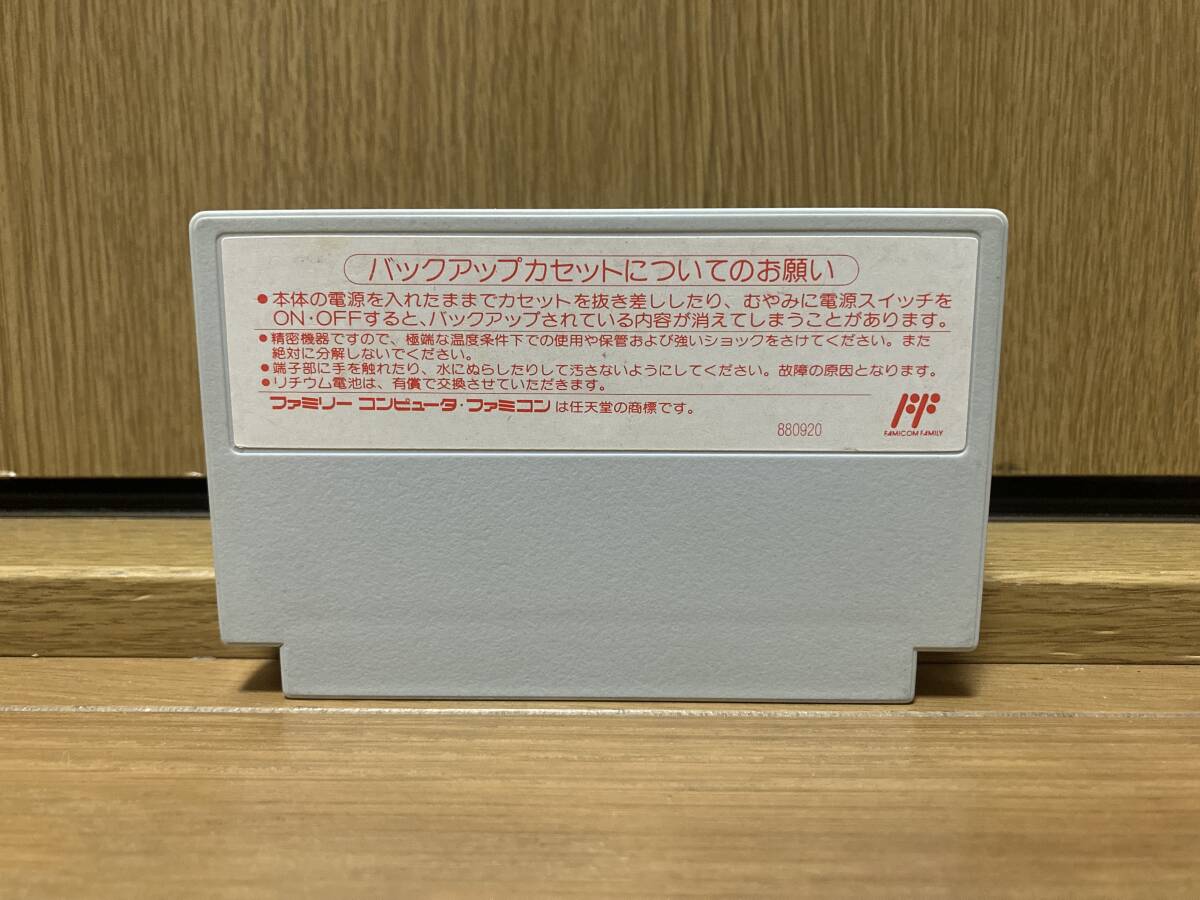 バックアップカセットについてのお願い
●本体の電源を入れたままでカセットを抜き差ししたり、むやみに電源スイッチを
ON・OFFすると、バックアップされている内容が消えてしまうことがあります。
●精密機器ですので、極端な温度条件下での使用や保管および強いショックをさけてください。また
絶対に分解しないでください。
●端子部に手を触れたり、水にぬらしたりして汚さないようにしてください。故障の原因となります。
●リチウム電池は、有償で交換させていただきます。
ファミリー コンピュータ・ファミコン は任天堂の商標です。
880920
FAMICOM FAMILY